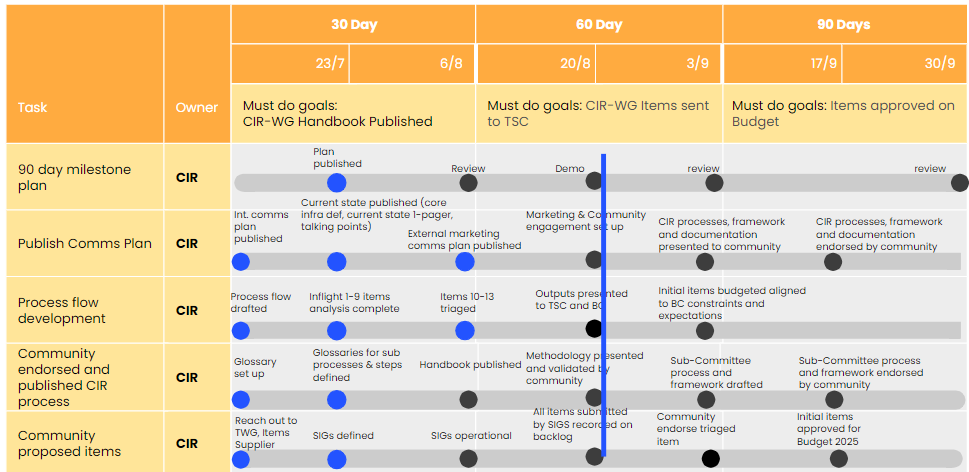 30 Day
60 Day
90 Days
Task
Owner
23/7
6/8
20/8
3/9
17/9
30/9
Must do goals:
CIR-WG Handbook Published
Must do goals: CIR-WG Items sent
to TSC
Must do goals: Items approved on
Budget
90 day milestone
plan
CIR
Plan
published
Review
Demo
review
review
Publish Comms Plan
CIR
Int. comms
plan
published
Current state published (core
infra def, current state 1-pager,
talking points)
External marketing
comms plan published
Marketing & Community
engagement set up
CIR processes, framework
and documentation
presented to community
CIR processes, framework
and documentation
endorsed by community
Process flow
development
CIR
Process flow
drafted
Inflight 1-9 items
analysis complete
Items 10-13
triaged
Outputs presented
to TSC and BC
Initial items budgeted aligned
to BC constraints and
expectations
Community
endorsed and
published CIR
process
CIR
Glossary
set up
Glossaries for sub
processes & steps
defined
Handbook published
Methodology presented
and validated by
community
Sub-Committee
process and
framework drafted
Sub-Committee process
and framework endorsed
by community
Community
proposed items
CIR
Reach out to
TWG, Items
Supplier
SIGs defined
SIGs operational
All items submitted
by SIGS recorded on
backlog
Community
endorse triaged
item
Initial items
approved for
Budget 2025